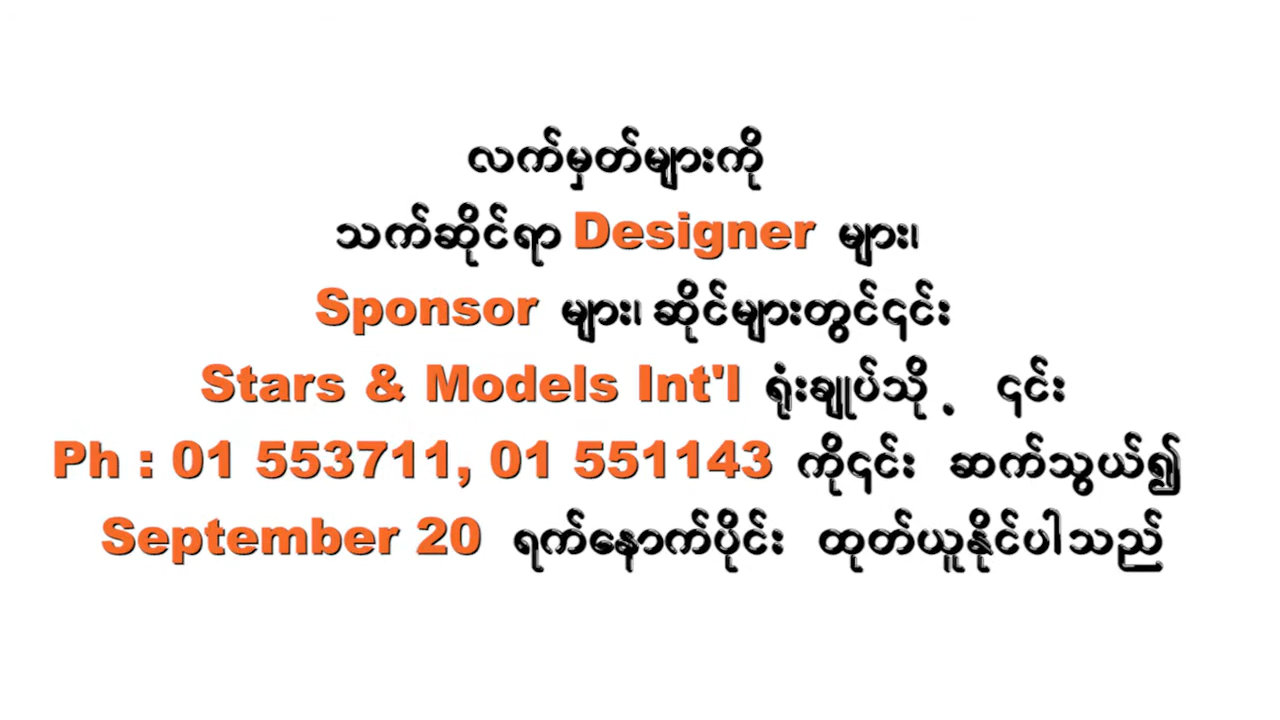 လက်မှတ်များကို
သက်ဆိုင်ရာ Designer များ၊
Sponsor များ၊ ဆိုင်များတွင်၎င်း
Stars & Models Int'l ရုံးချုပ်သို့ ၎င်း
Ph : 01 553711, 01 551143 ကို၎င်း ဆက်သွယ်၍
September 20 ရက်နောက်ပိုင်း ထုတ်ယူနိုင်ပါသည်